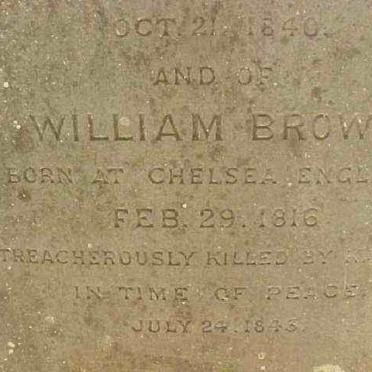 OCT. 21. 1840.
AND OF
WILLIAM BROW
BORN AT CHELSEA ENGL
FEB. 29. 1816
TREACHEROUSLY KILLED BY
IN TIME OF PEACE.
JULY 24. 1845.